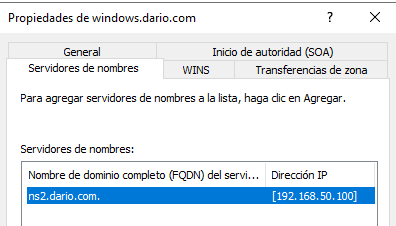 Propiedades de windows.dario.com ? ×
General Inicio de autoridad (SOA)
Servidores de nombres WINS Transferencias de zona
Para agregar servidores de nombres a la lista, haga clic en Agregar.
Servidores de nombres:
Nombre de dominio completo (FQDN) del servi... Dirección IP
ns2.dario.com. [192.168.50.100]